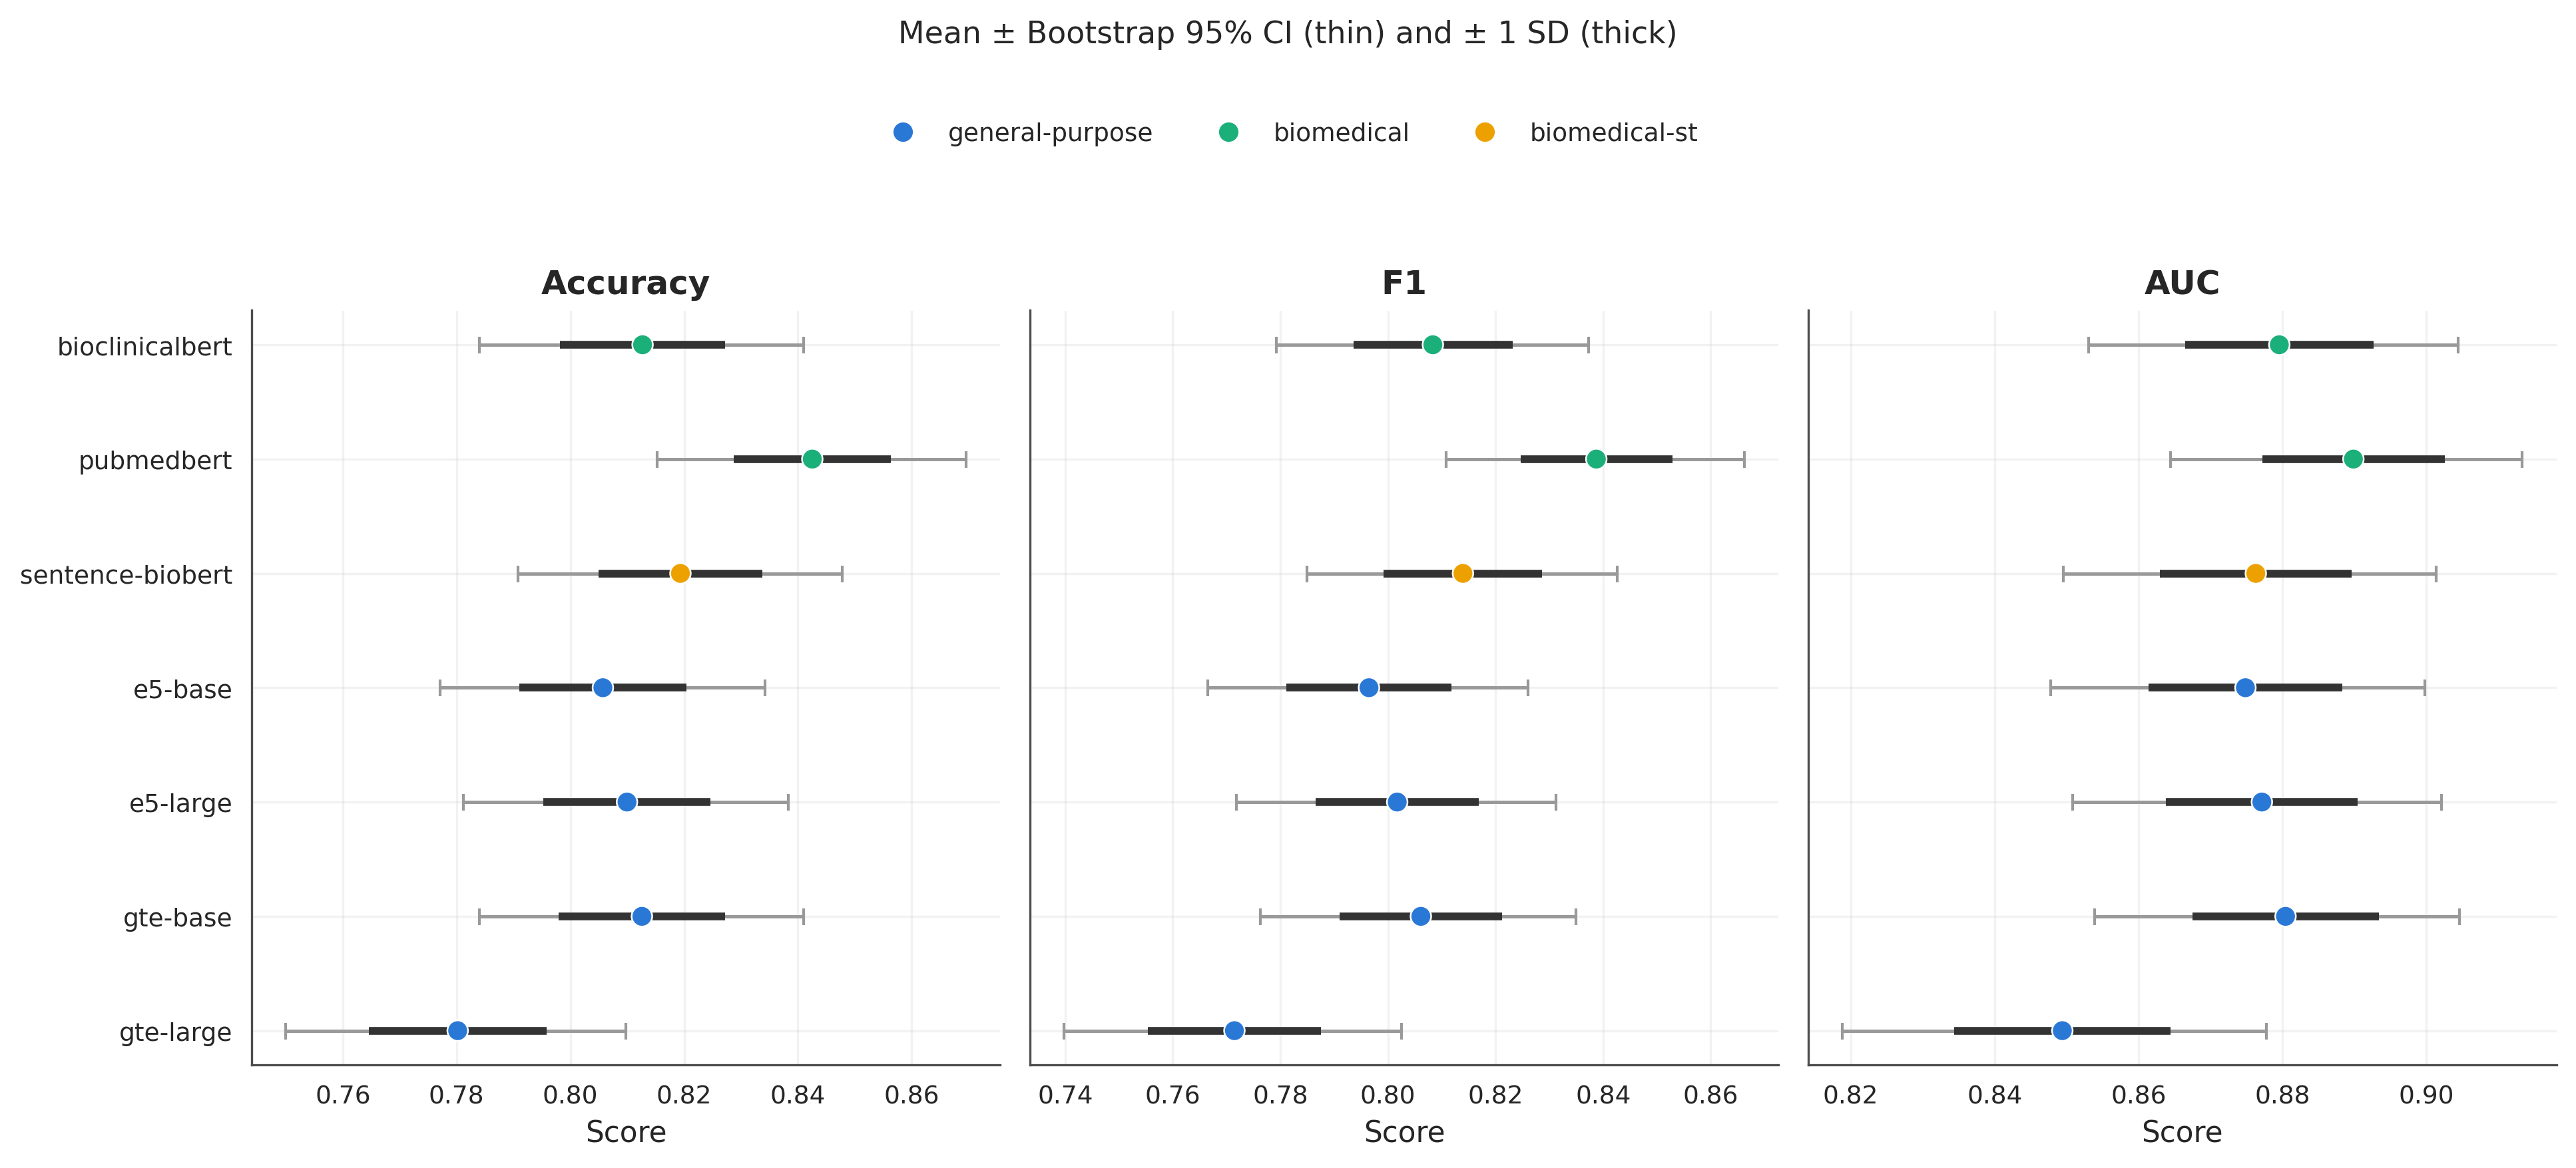 Mean ± Bootstrap 95% CI (thin) and ± 1 SD (thick)
general-purpose biomedical biomedical-st
Accuracy F1 AUC
bioclinicalbert
pubmedbert
sentence-biobert
e5-base
e5-large
gte-base
gte-large
0.76 0.78 0.80 0.82 0.84 0.86 0.74 0.76 0.78 0.80 0.82 0.84 0.86 0.82 0.84 0.86 0.88 0.90
Score Score Score